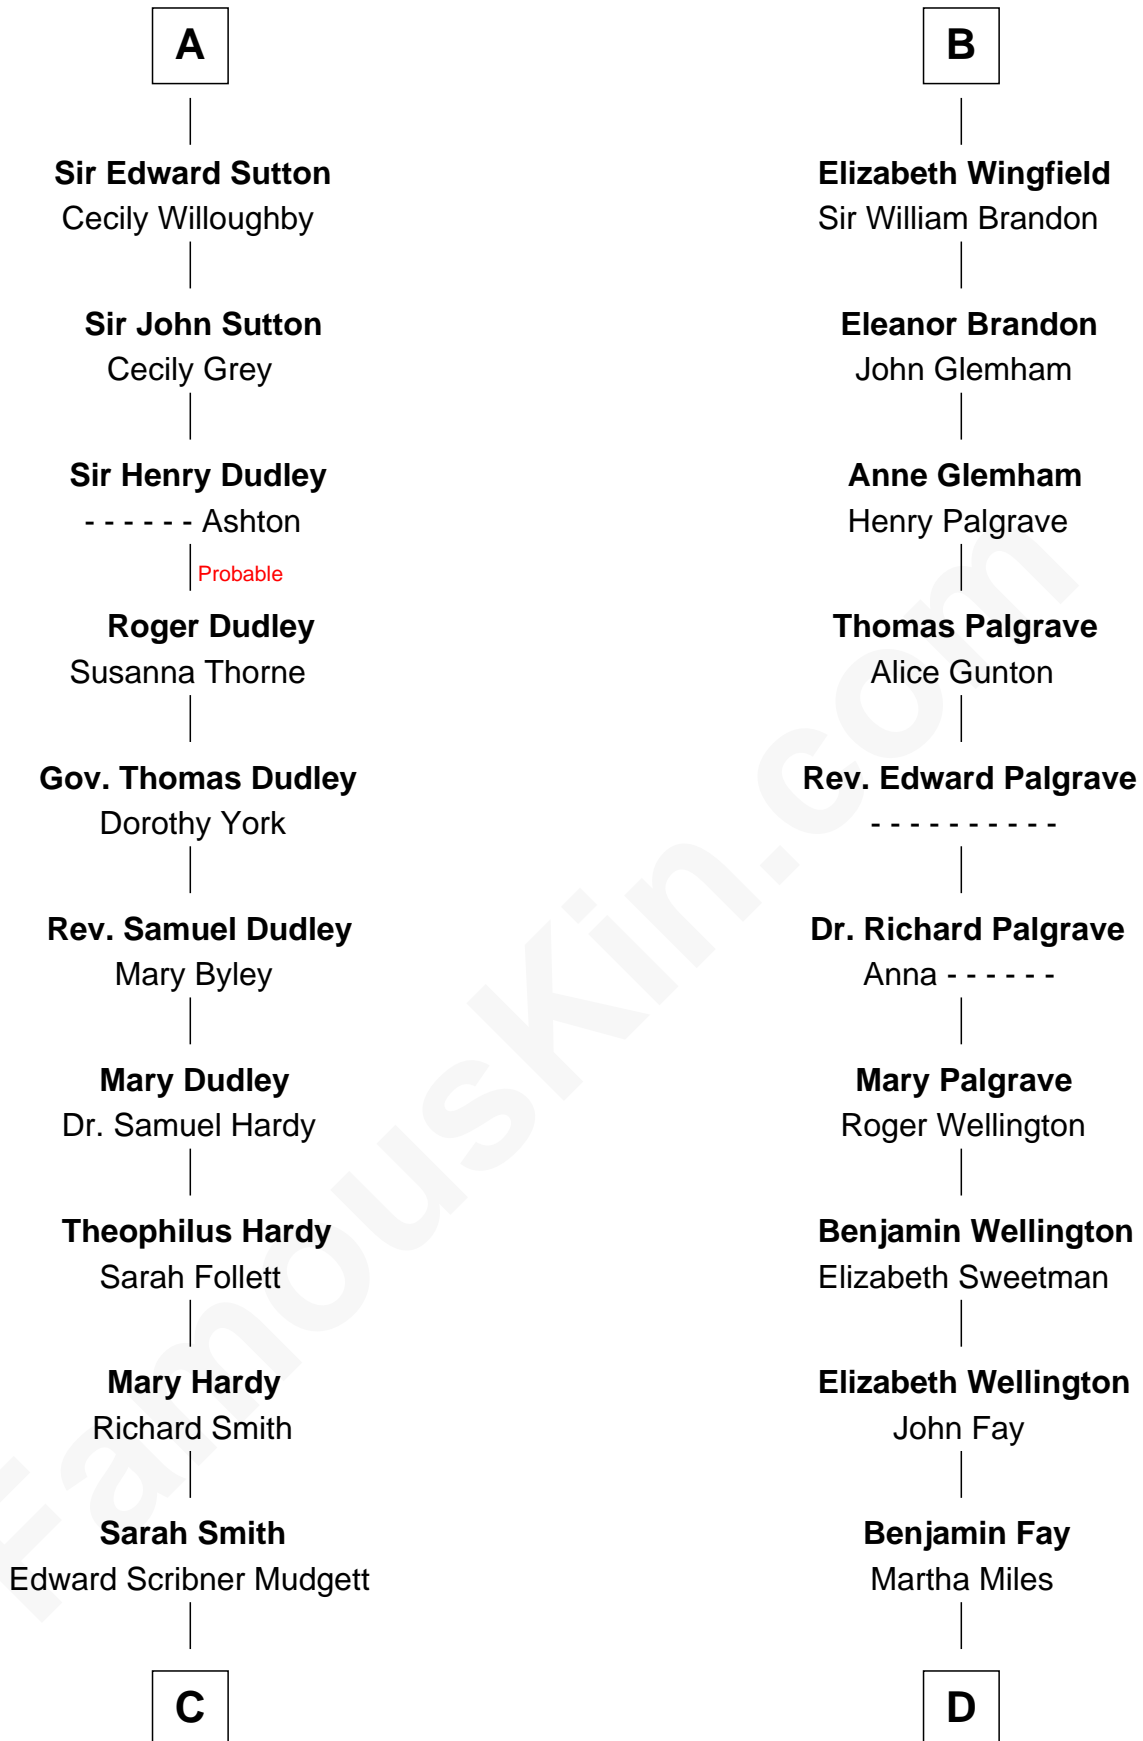 A
Sir Edward Sutton
Cecily Willoughby
Sir John Sutton
Cecily Grey
Sir Henry Dudley
- - - - - - Ashton
Probable
Roger Dudley
Susanna Thorne
Gov. Thomas Dudley
Dorothy York
Rev. Samuel Dudley
Mary Byley
Mary Dudley
Dr. Samuel Hardy
Theophilus Hardy
Sarah Follett
Mary Hardy
Richard Smith
Sarah Smith
Edward Scribner Mudgett
C
B
Elizabeth Wingfield
Sir William Brandon
Eleanor Brandon
John Glemham
Anne Glemham
Henry Palgrave
Thomas Palgrave
Alice Gunton
Rev. Edward Palgrave
- - - - - - - - - -
Dr. Richard Palgrave
Anna - - - - - -
Mary Palgrave
Roger Wellington
Benjamin Wellington
Elizabeth Sweetman
Elizabeth Wellington
John Fay
Benjamin Fay
Martha Miles
D
FamousKin.com